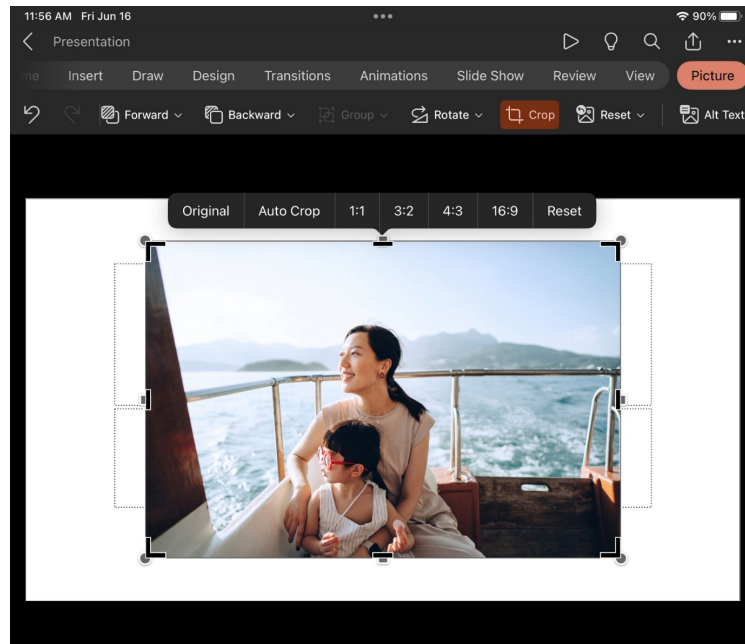 11:56 AM Fri Jun 16 90%
Presentation
me Insert Draw Design Transitions Animations Slide Show Review View Picture
Forward Backward Group Rotate Crop Reset Alt Text
Original Auto Crop 1:1 3:2 4:3 16:9 Reset